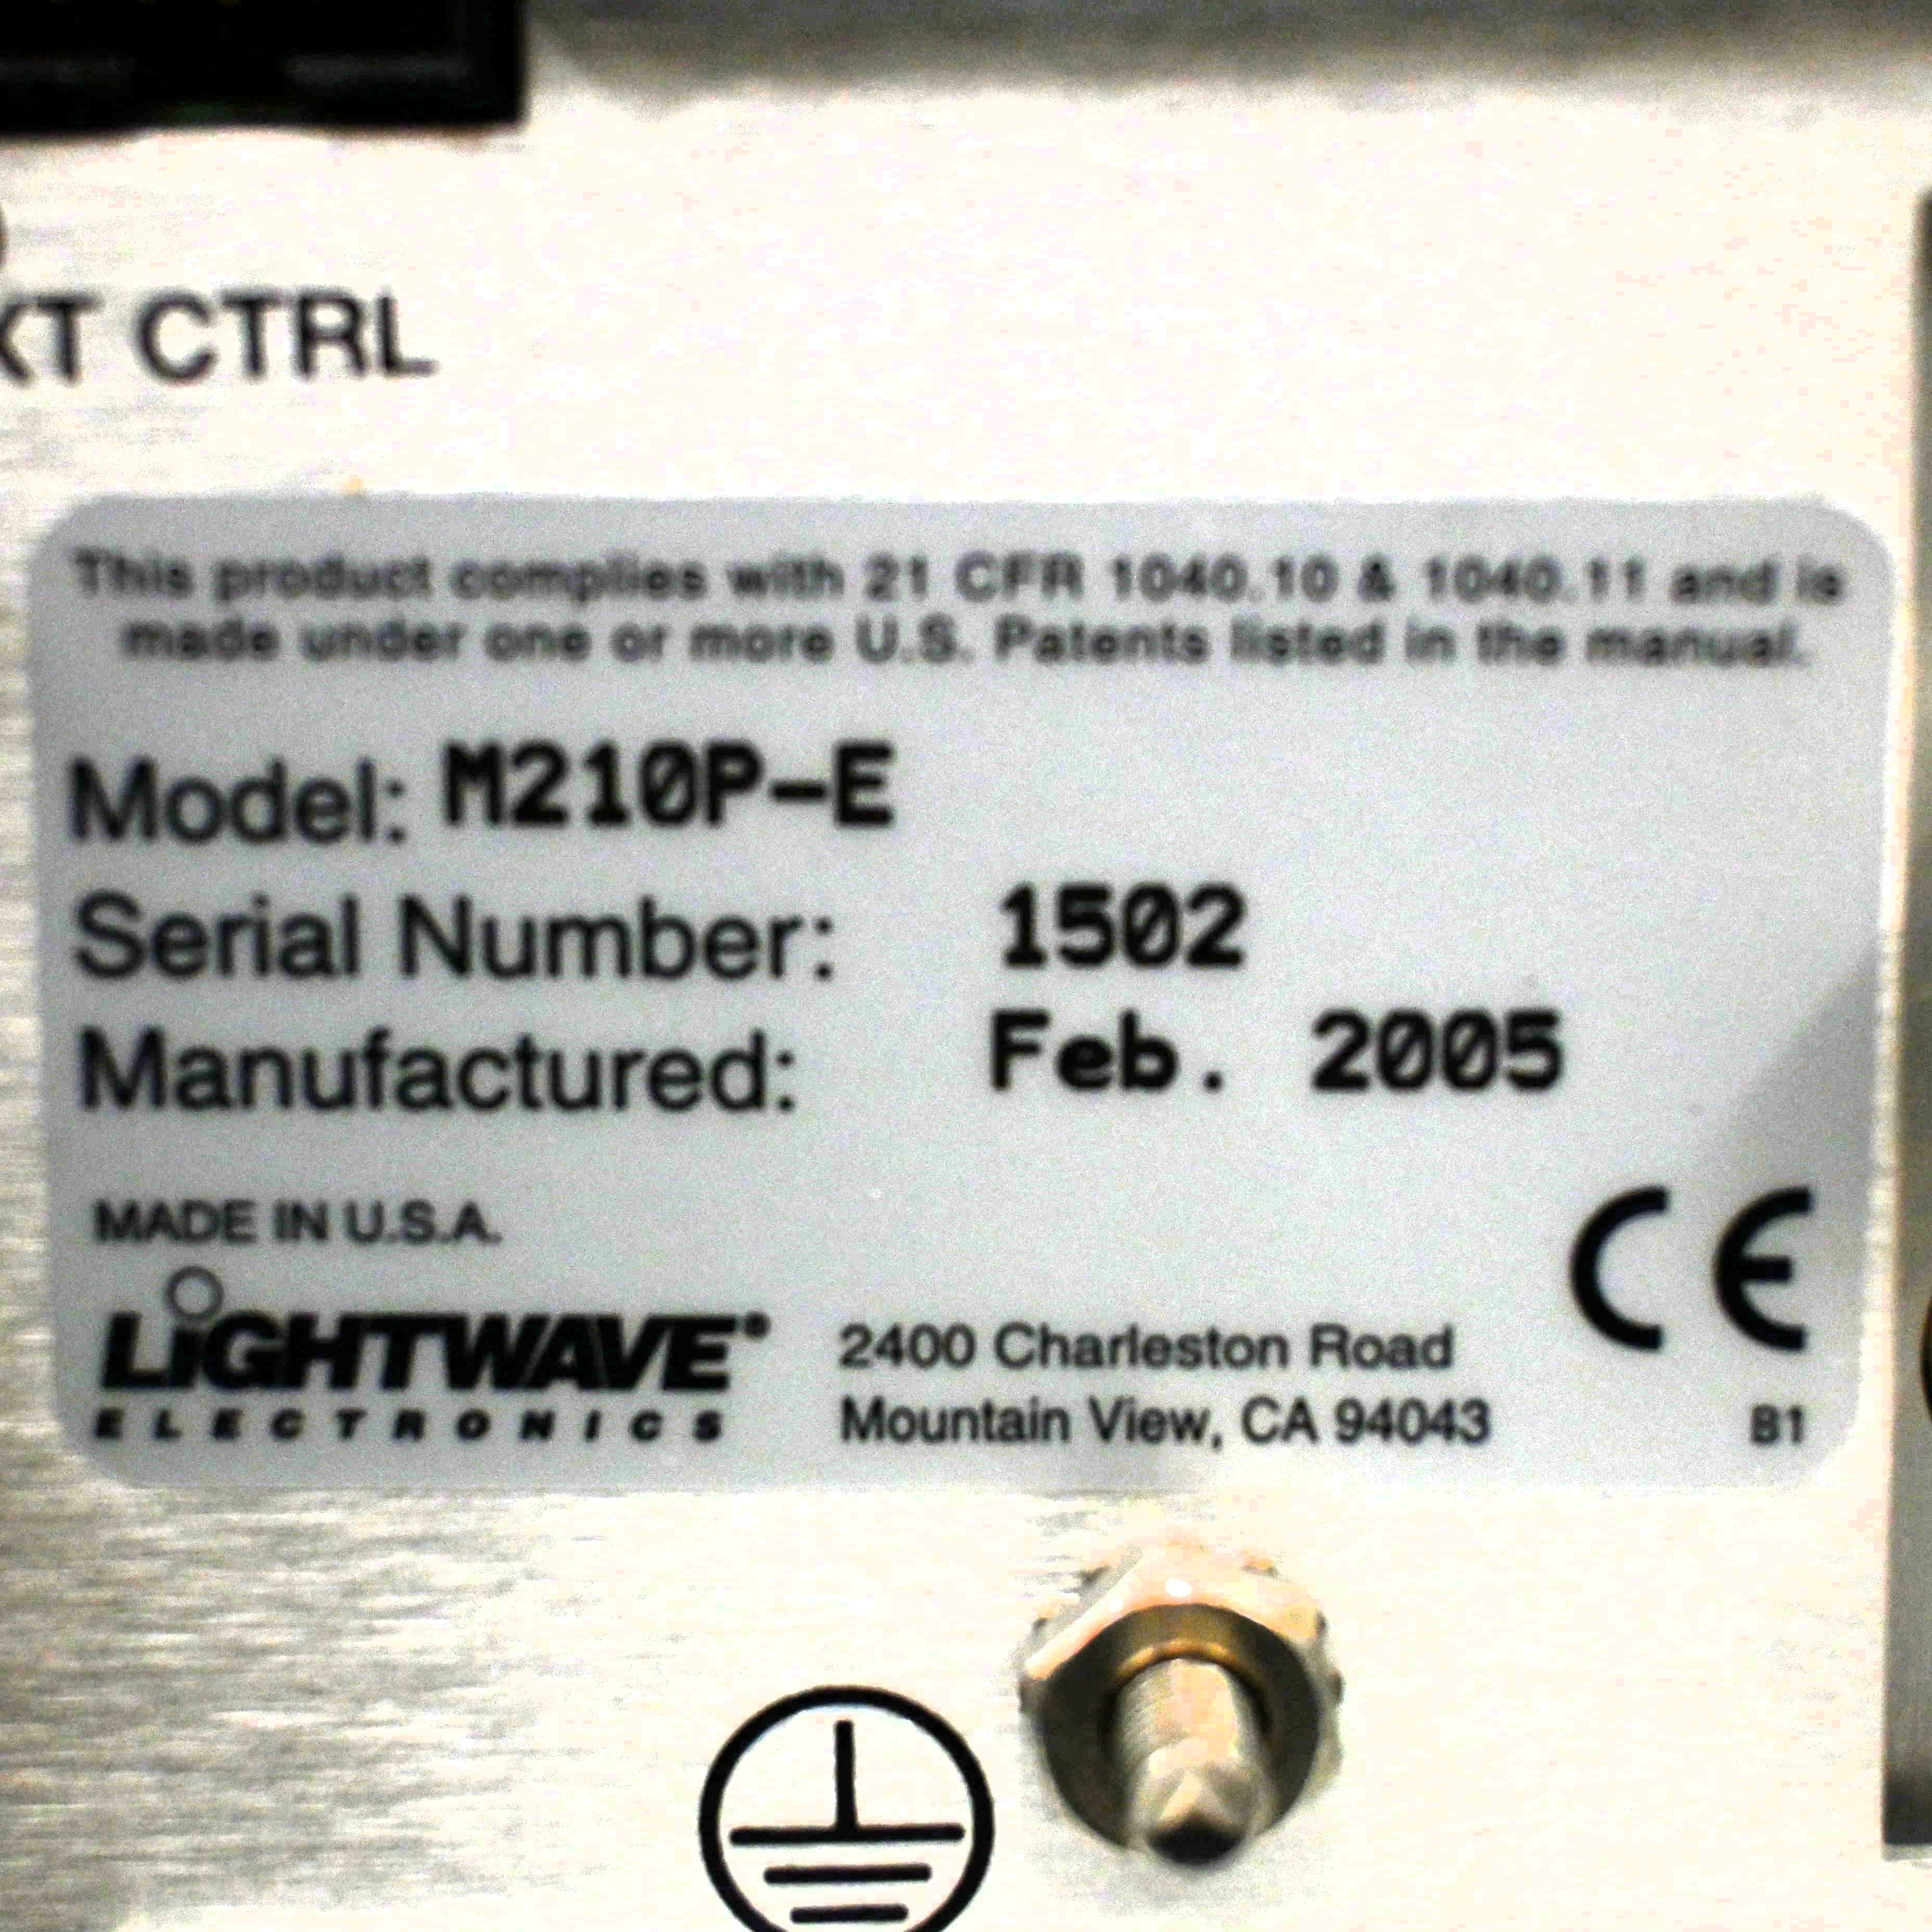 XT CTRL
This product complies with 21 CFR 1040.10 & 1040.11 and is
made under one or more U.S. Patents listed in the manual.
Model: M210P-E
Serial Number: 1502
Manufactured: Feb. 2005
MADE IN U.S.A.
CE
LiGHTWAVE
ELECTRONICS
2400 Charleston Road
Mountain View, CA 94043
B1